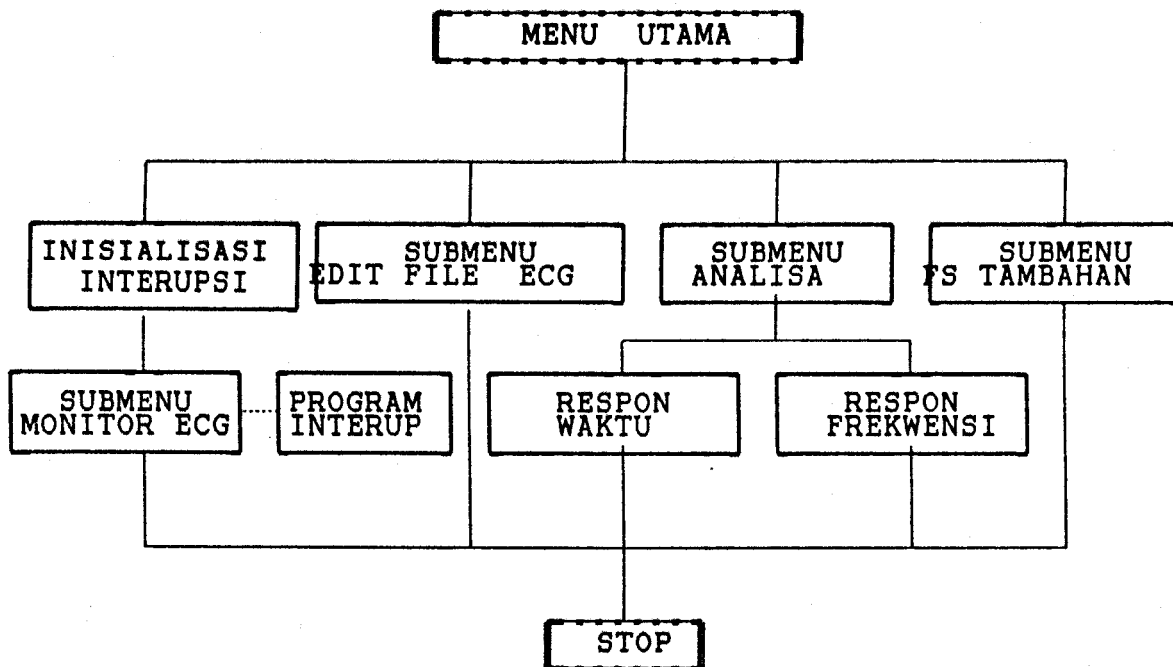 MENU UTAMA
INISIALISASI
INTERUPSI
SUBMENU
EDIT FILE ECG
SUBMENU
ANALISA
SUBMENU
FS TAMBAHAN
SUBMENU
MONITOR ECG
PROGRAM
INTERUP
RESPON
WAKTU
RESPON
FREKWENSI
STOP